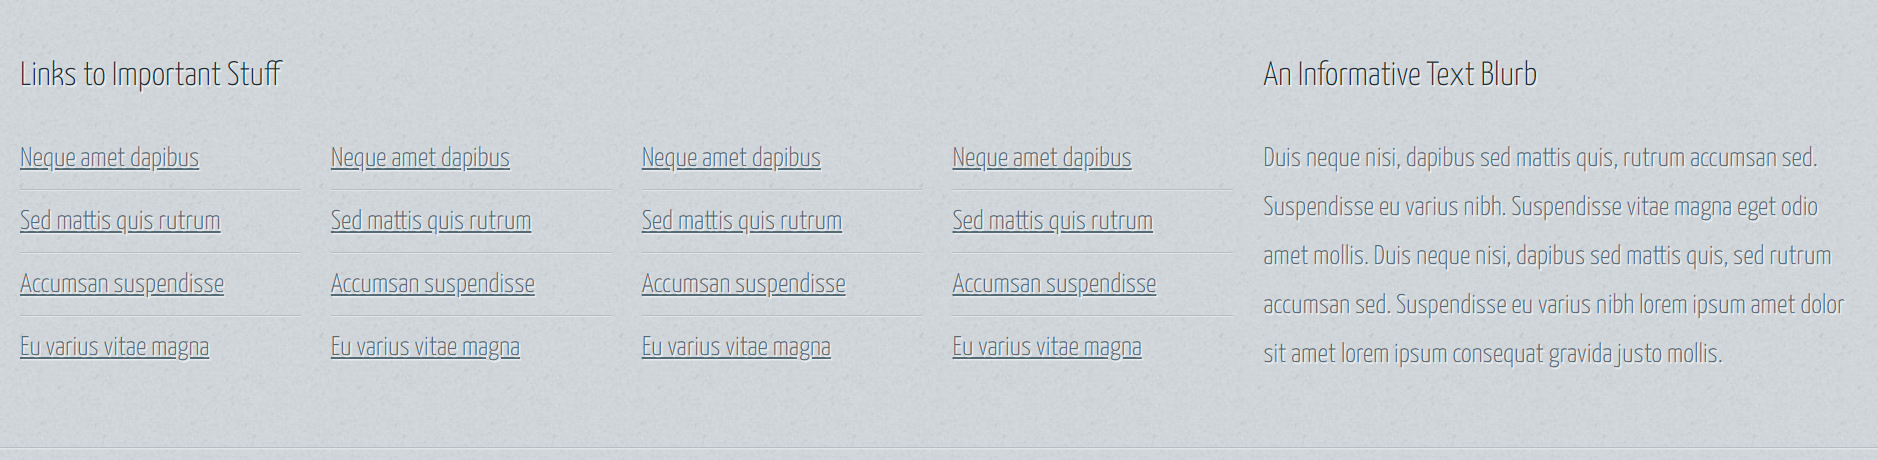 Links to Important Stuff
Neque amet dapibus
Sed mattis quis rutrum
Accumsan suspendisse
Eu varius vitae magna
Neque amet dapibus
Sed mattis quis rutrum
Accumsan suspendisse
Eu varius vitae magna
Neque amet dapibus
Sed mattis quis rutrum
Accumsan suspendisse
Eu varius vitae magna
Neque amet dapibus
Sed mattis quis rutrum
Accumsan suspendisse
Eu varius vitae magna
An Informative Text Blurb
Duis neque nisi, dapibus sed mattis quis, rutrum accumsan sed.
Suspendisse eu varius nibh. Suspendisse vitae magna eget odio
amet mollis. Duis neque nisi, dapibus sed mattis quis, sed rutrum
accumsan sed. Suspendisse eu varius nibh lorem ipsum amet dolor
sit amet lorem ipsum consequat gravida justo mollis.